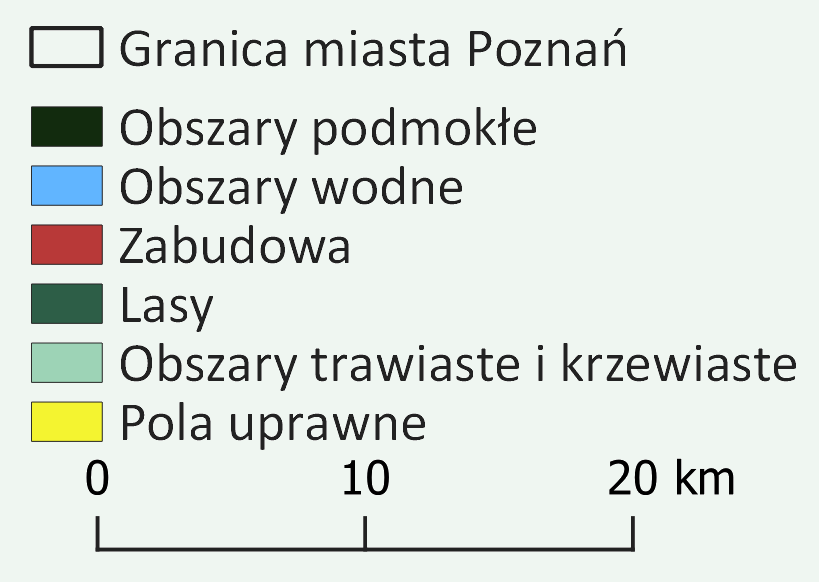 Granica miasta Poznań
Obszary podmokłe
Obszary wodne
Zabudowa
Lasy
Obszary trawiaste i krzewiaste
Pola uprawne
0 10 20 km